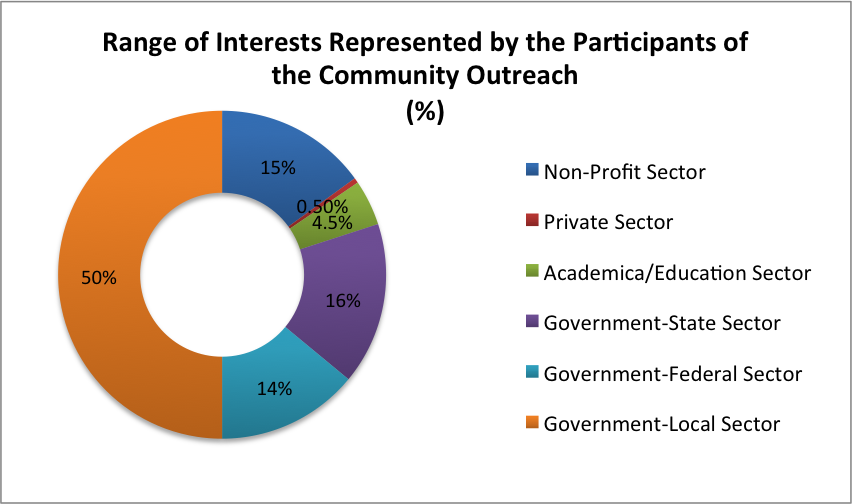 Range of Interests Represented by the Participants of
the Community Outreach
(%)
15%
0.50%
4.5%
16%
14%
50%
Non-Profit Sector
Private Sector
Academica/Education Sector
Government-State Sector
Government-Federal Sector
Government-Local Sector